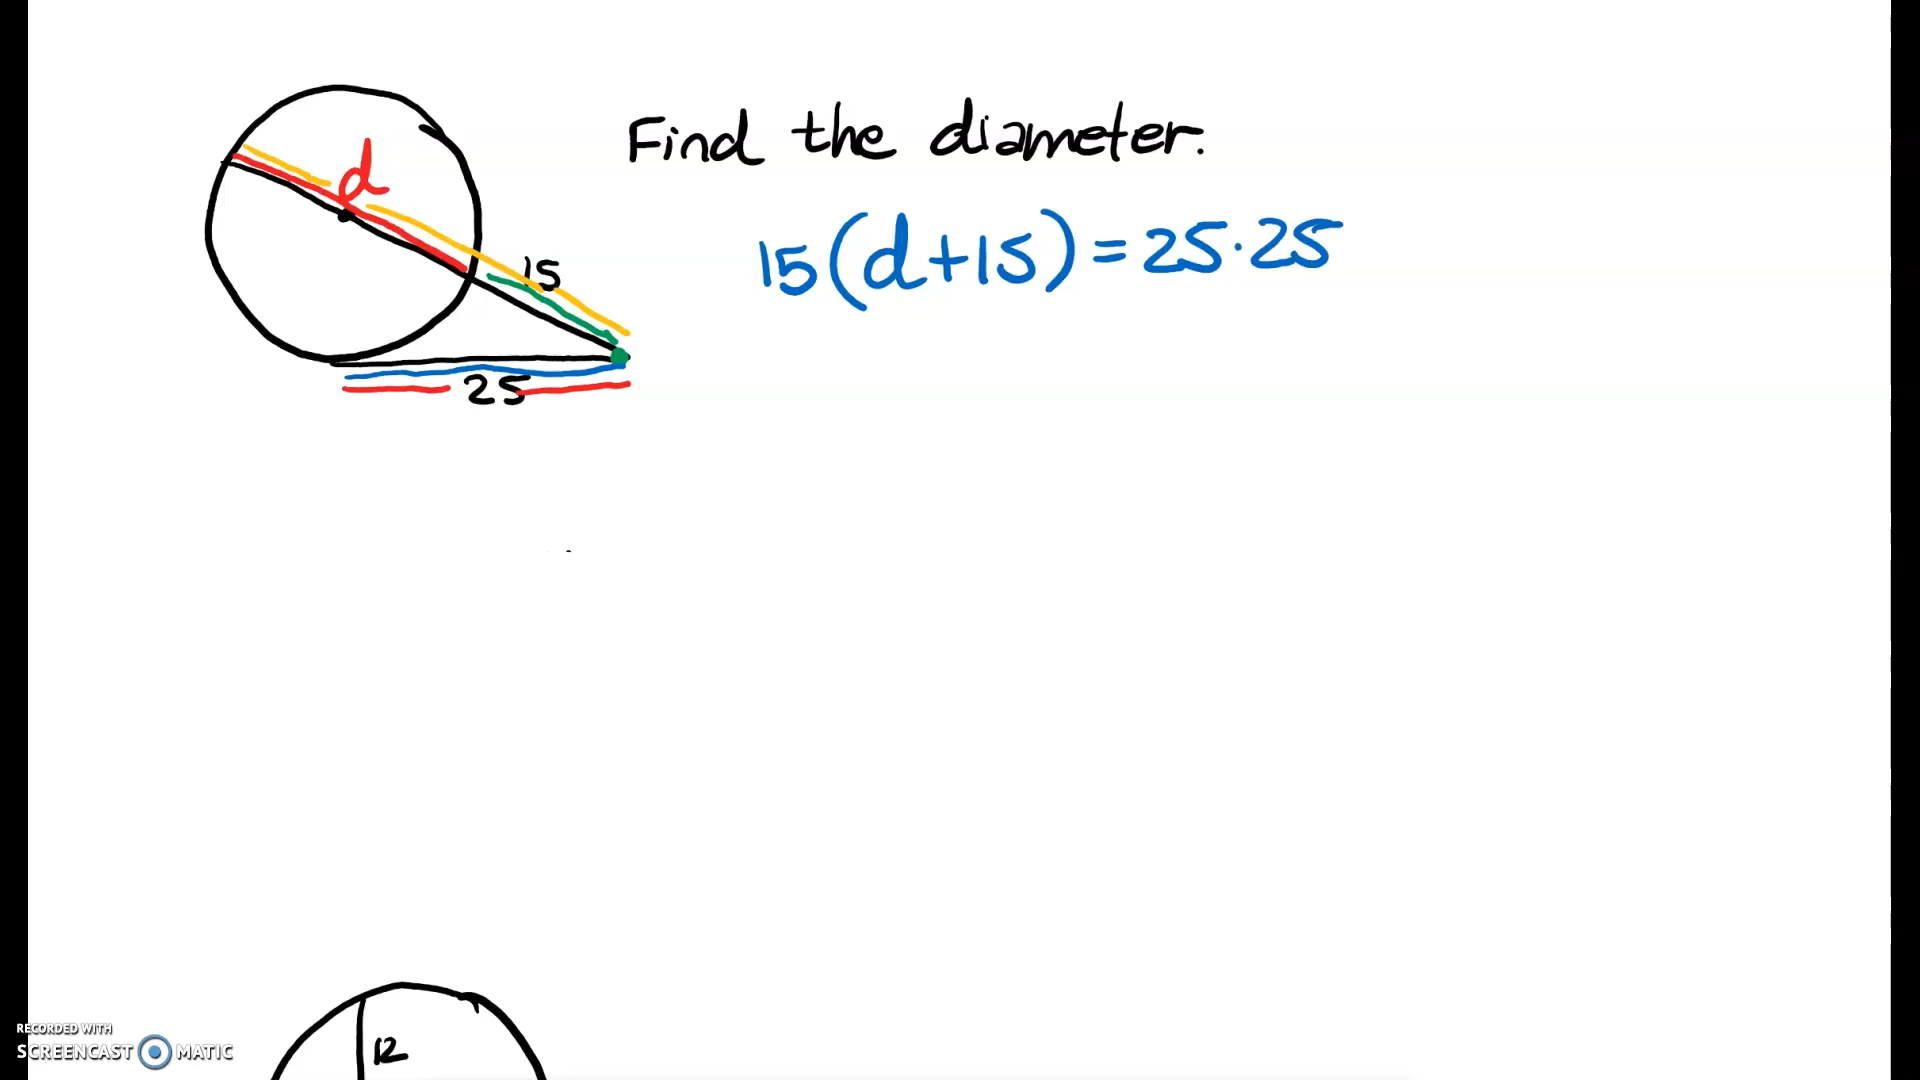 Find the diameter.
d
15(d+15)=25·25
15
25
12
RECORDED WITH
SCREENCAST MATIC